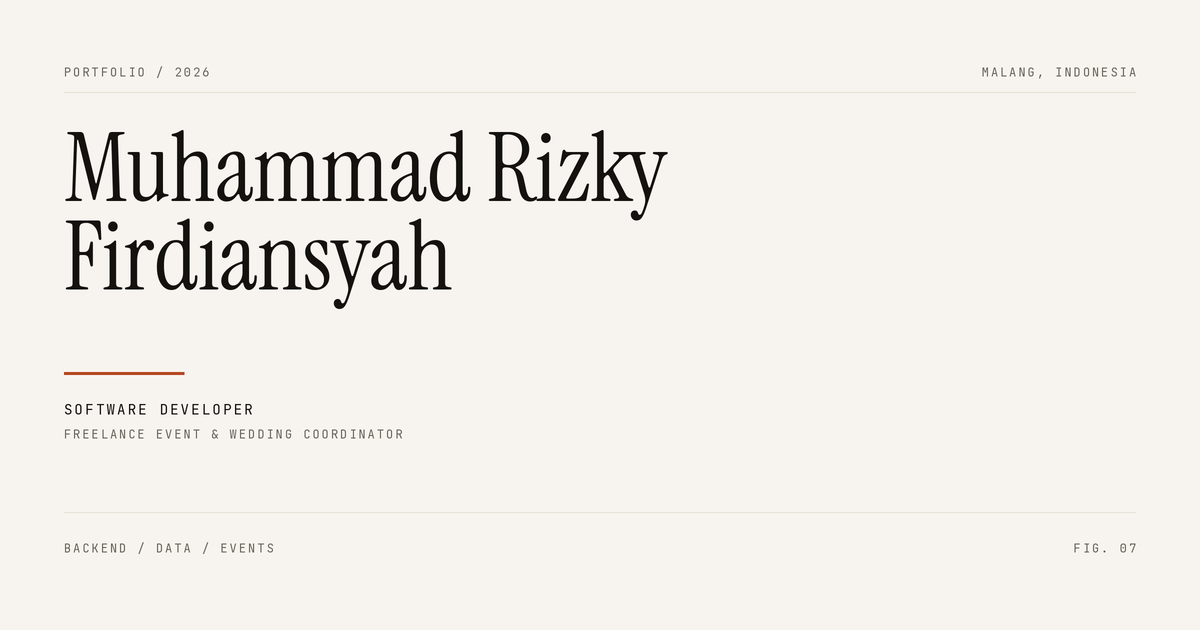 PORTFOLIO / 2026
MALANG, INDONESIA
Muhammad Rizky
Firdiansyah
SOFTWARE DEVELOPER
FREELANCE EVENT & WEDDING COORDINATOR
BACKEND / DATA / EVENTS
FIG. 07